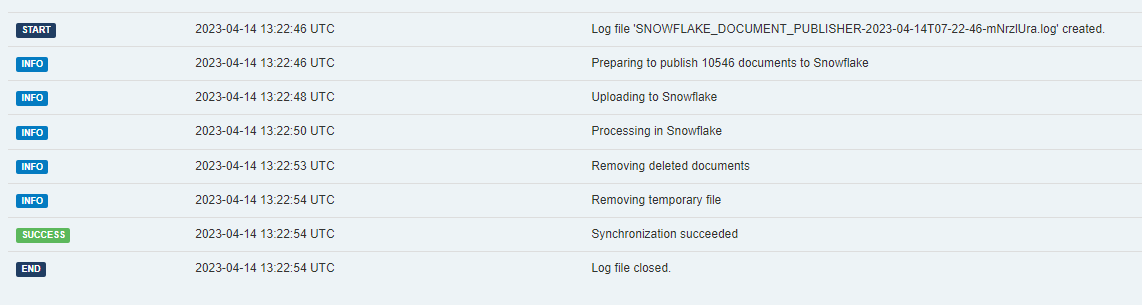 START 2023-04-14 13:22:46 UTC Log file 'SNOWFLAKE_DOCUMENT_PUBLISHER-2023-04-14T07-22-46-mNrzlUra.log' created.
INFO 2023-04-14 13:22:46 UTC Preparing to publish 10546 documents to Snowflake
INFO 2023-04-14 13:22:48 UTC Uploading to Snowflake
INFO 2023-04-14 13:22:50 UTC Processing in Snowflake
INFO 2023-04-14 13:22:53 UTC Removing deleted documents
INFO 2023-04-14 13:22:54 UTC Removing temporary file
SUCCESS 2023-04-14 13:22:54 UTC Synchronization succeeded
END 2023-04-14 13:22:54 UTC Log file closed.